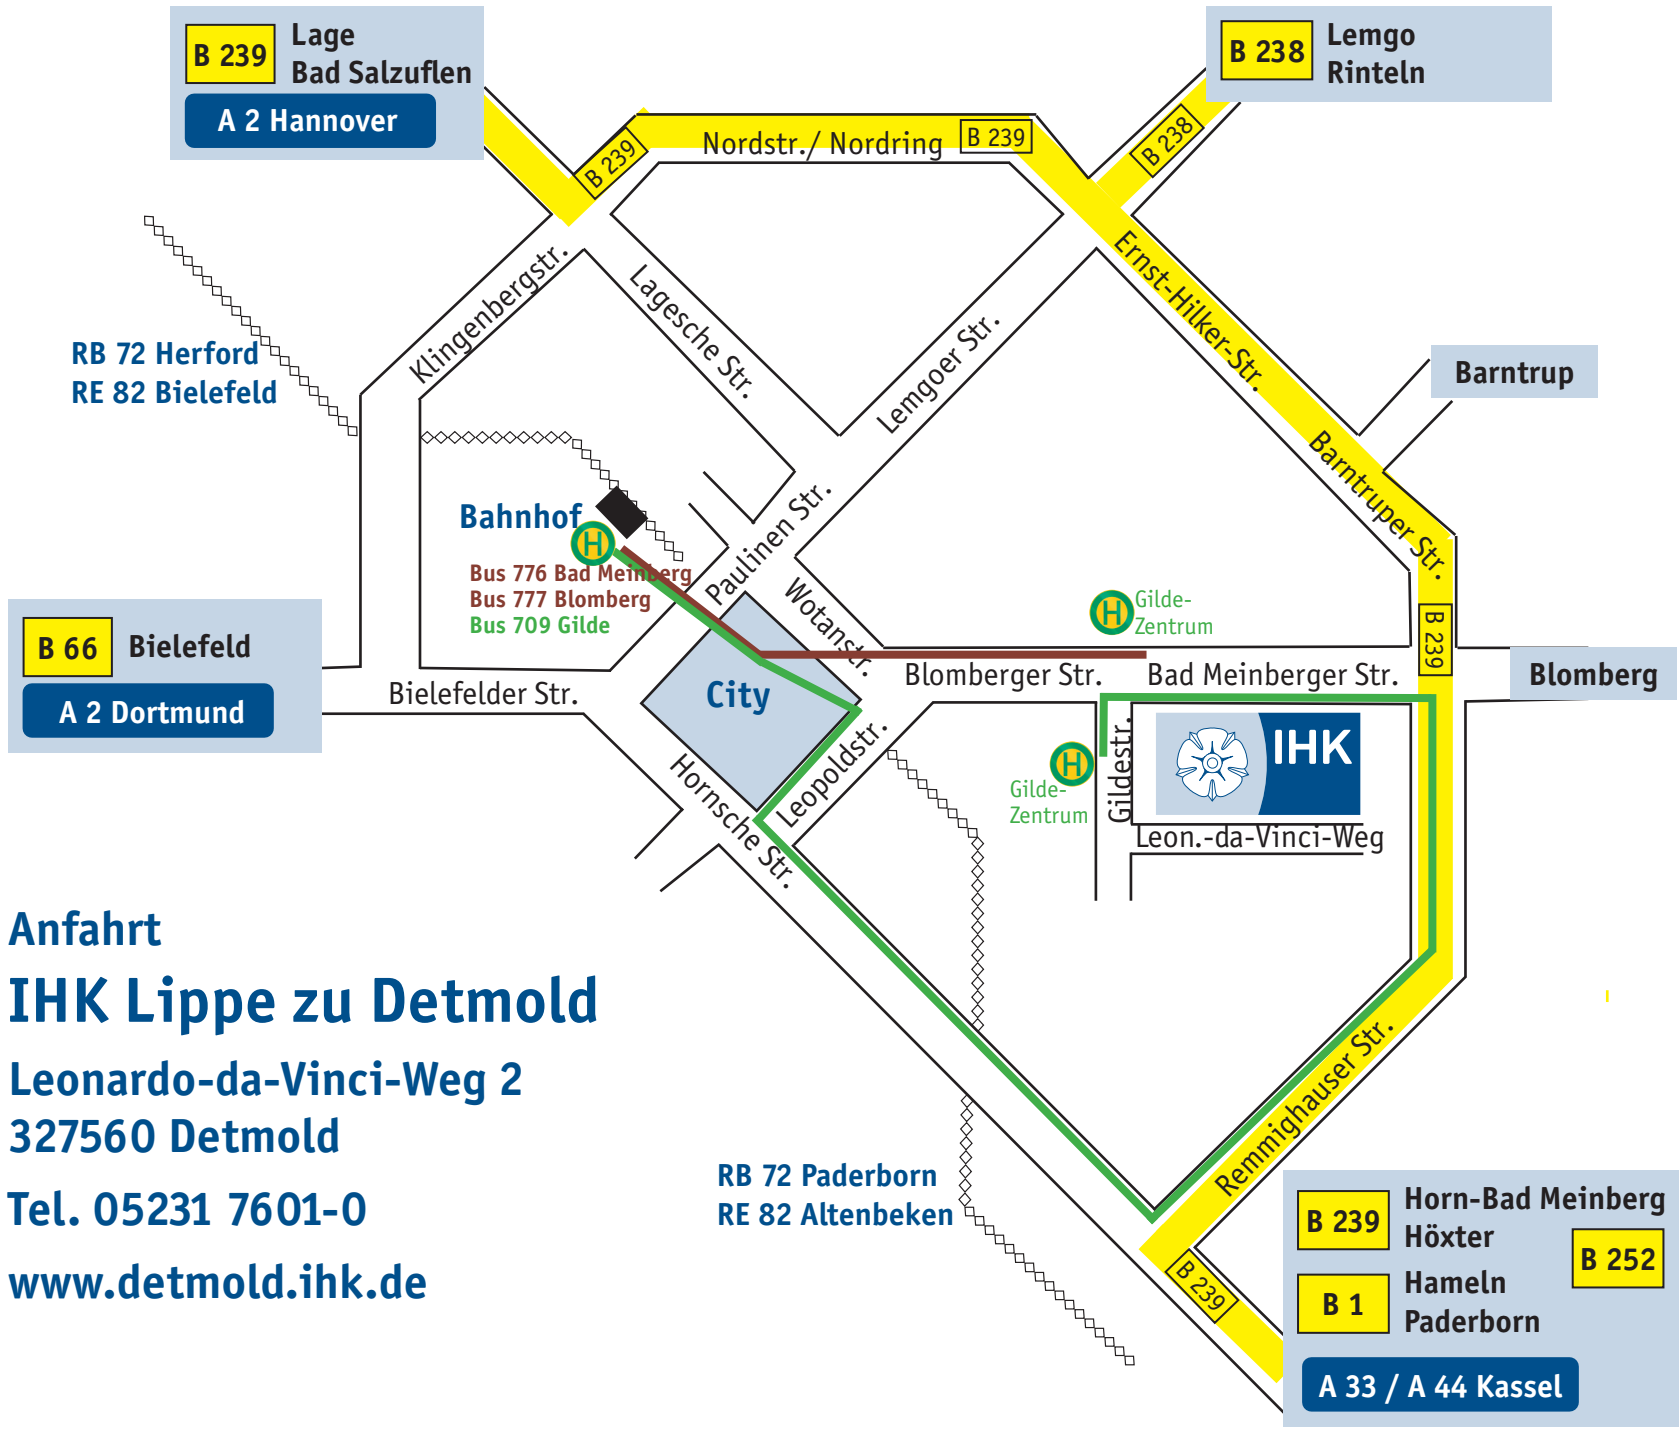 B 239
Lage
Bad Salzuflen
A 2 Hannover
B 238
Lemgo
Rinteln
B 239
Nordstr./ Nordring
B 239
B 238
Klingenbergstr.
Lagesche Str.
Lemgoer Str.
Ernst-Hilker-Str.
RB 72 Herford
RE 82 Bielefeld
Barntrup
Barntruper Str.
Bahnhof
H
Bus 776 Bad Meinberg
Bus 777 Blomberg
Bus 709 Gilde
Paulinen Str.
Wotanstr.
H
Gilde-
Zentrum
B 239
B 66
Bielefeld
A 2 Dortmund
Bielefelder Str.
City
Blomberger Str.
Bad Meinberger Str.
Blomberg
Hornsche Str.
Leopoldstr.
H
Gilde-
Zentrum
Gildestr.
IHK
Leon.-da-Vinci-Weg
Anfahrt
IHK Lippe zu Detmold
Leonardo-da-Vinci-Weg 2
327560 Detmold
Tel. 05231 7601-0
www.detmold.ihk.de
RB 72 Paderborn
RE 82 Altenbeken
Remmighauser Str.
B 239
B 239
Horn-Bad Meinberg
Höxter
B 252
B 1
Hameln
Paderborn
A 33 / A 44 Kassel